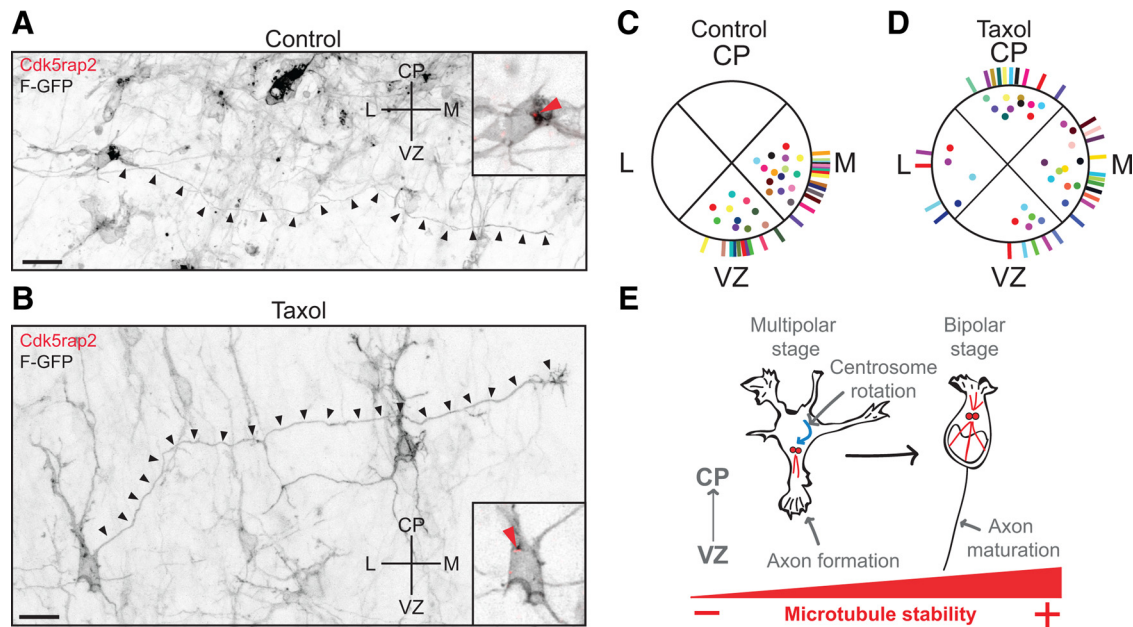 A
Control
Cdk5rap2
F-GFP
CP
L
M
VZ
B
Taxol
Cdk5rap2
F-GFP
CP
L
M
VZ
C
Control
CP
L
M
VZ
D
Taxol
CP
L
M
VZ
E
Multipolar
stage
Centrosome
rotation
Bipolar
stage
CP
VZ
Axon formation
Axon
maturation
− Microtubule stability +